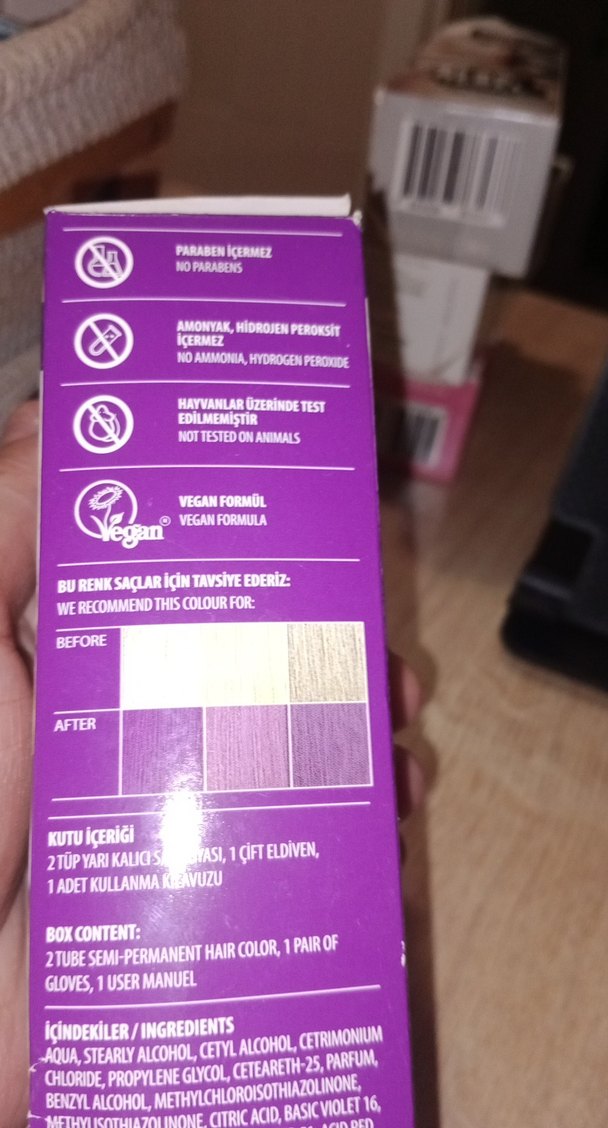 PARABEN İÇERMEZ
NO PARABENS
AMONYAK, HİDROJEN PEROKSİT
İÇERMEZ
NO AMMONIA, HYDROGEN PEROXIDE
HAYVANLAR ÜZERİNDE TEST
EDİLMEMİŞTİR
NOT TESTED ON ANIMALS
Vegan®
VEGAN FORMÜL
VEGAN FORMULA
BU RENK SAÇLAR İÇİN TAVSİYE EDERİZ:
WE RECOMMEND THIS COLOUR FOR:
BEFORE
AFTER
KUTU İÇERİĞİ
2 TÜP YARI KALICI 1 ÇİFT ELDİVEN,
1 ADET KULLANMA
BOX CONTENT:
2 TUBE SEMI-PERMANENT HAIR COLOR, 1 PAIR OF
GLOVES, 1 USER MANUEL
İÇİNDEKİLER / INGREDIENTS
AQUA, STEARLY ALCOHOL, CETYL ALCOHOL, CETRIMONIUM
CHLORIDE, PROPYLENE GLYCOL, CETEARETH-25, PARFUM,
BENZYL ALCOHOL, METHYLCHLOROISOTHIAZOLINONE,
METHYLISOTHIAZOLINONE, CITRIC ACID, BASIC VIOLET 16,
ACID RED